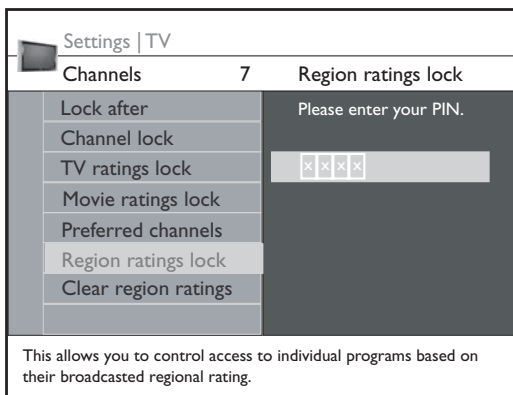 Settings | TV
Channels 7 Region ratings lock
Lock after
Channel lock
TV ratings lock
Movie ratings lock
Preferred channels
Region ratings lock
Clear region ratings
Please enter your PIN.
x x x x
This allows you to control access to individual programs based on
their broadcasted regional rating.